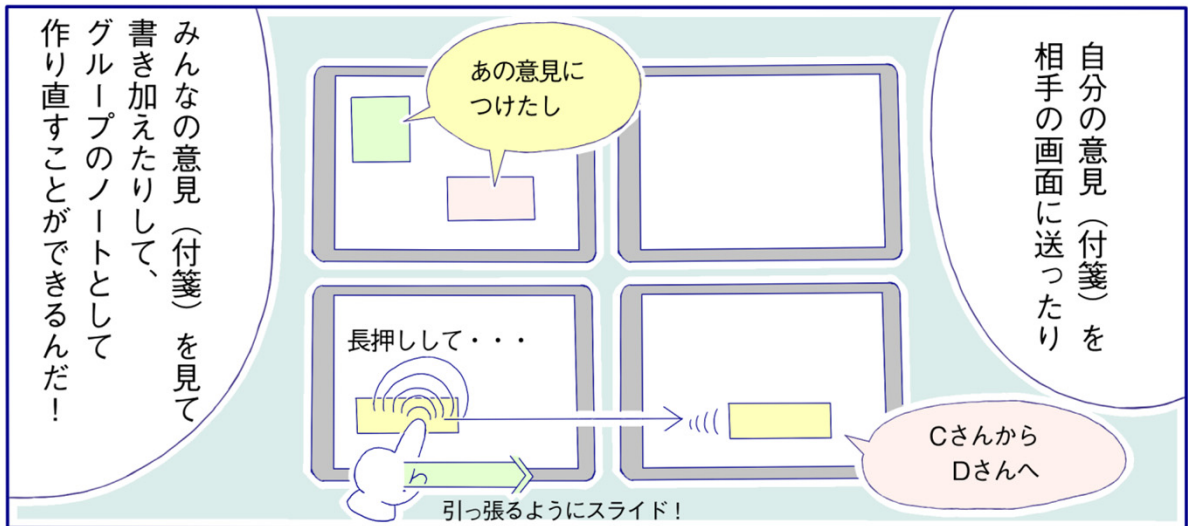 自分の意見（付箋）を
相手の画面に送ったり
あの意見に
つけたし
長押しして・・・
引っ張るようにスライド！
Cさんから
Dさんへ
みんなの意見（付箋）を見て
書き加えたりして、
グループのノートとして
作り直すことができるんだ！